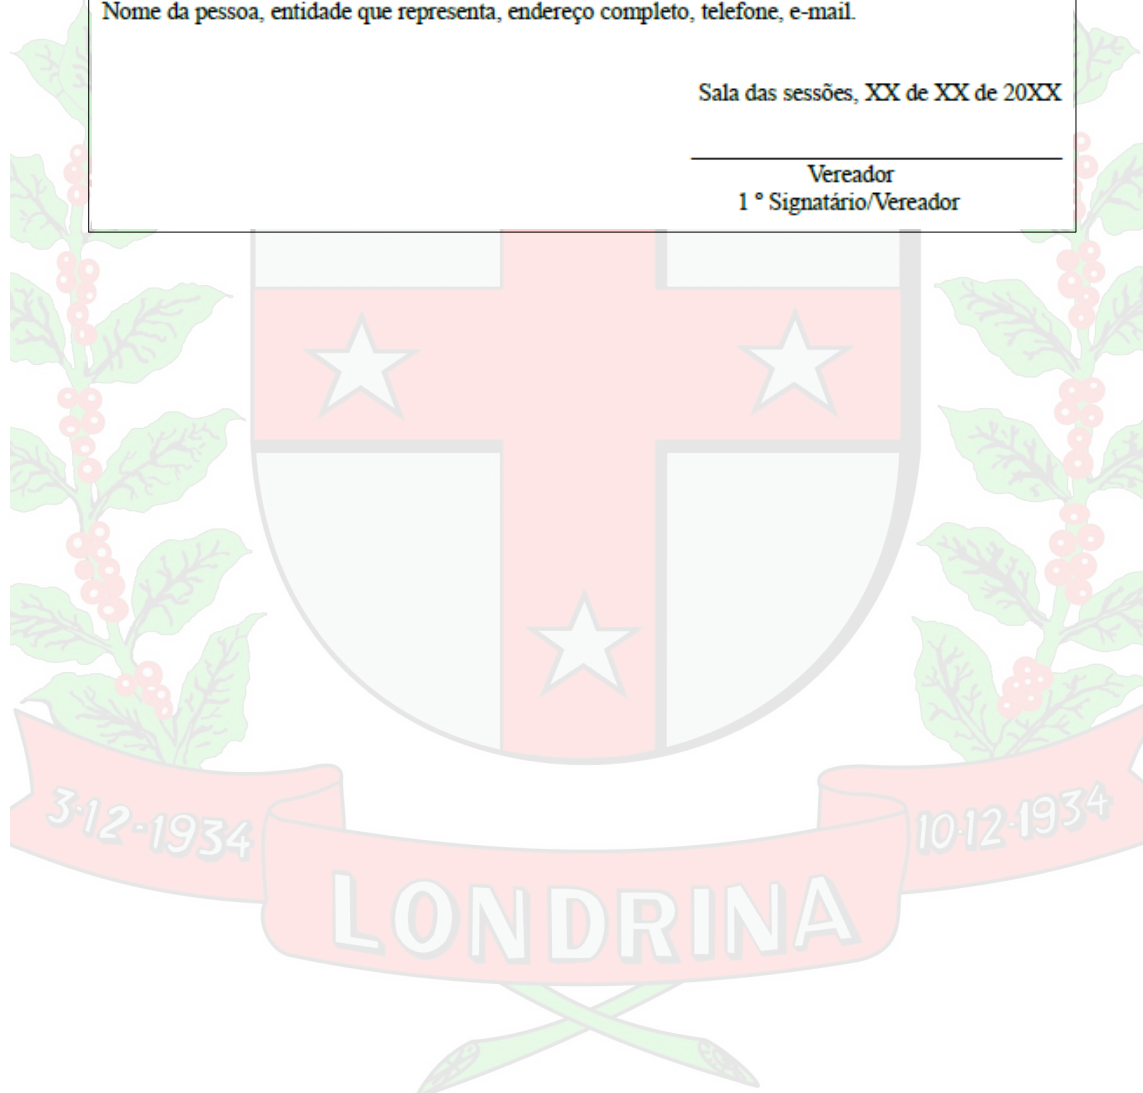 Nome da pessoa, entidade que representa, endereço completo, telefone, e-mail.
Sala das sessões, XX de XX de 20XX
Vereador
1 º Signatário/Vereador
3·12-1934
10·12·1934
LONDRINA